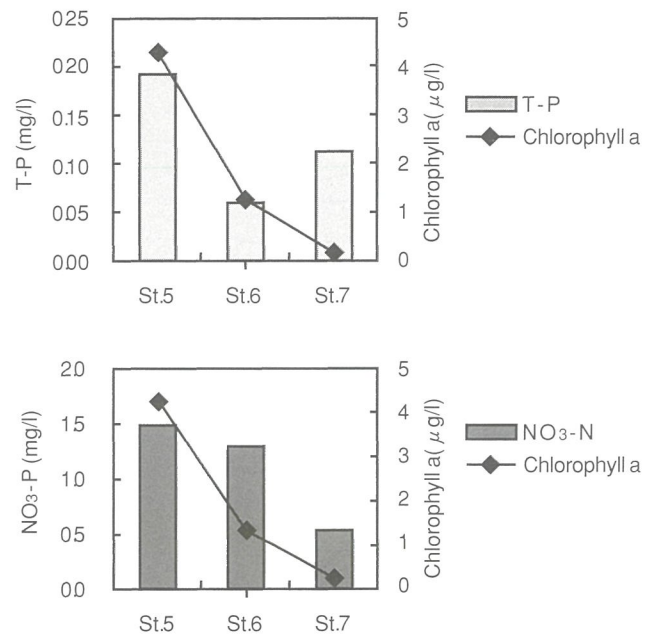 0.25
0.20
0.15
0.10
0.05
0.00
T-P (mg/l)
5
4
3
2
1
0
Chlorophyll a( μg/l)
T-P
Chlorophyll a
St.5 St.6 St.7
2.0
1.5
1.0
0.5
0.0
NO3-P (mg/l)
5
4
3
2
1
0
Chlorophyll a( μg/l)
NO3-N
Chlorophyll a
St.5 St.6 St.7